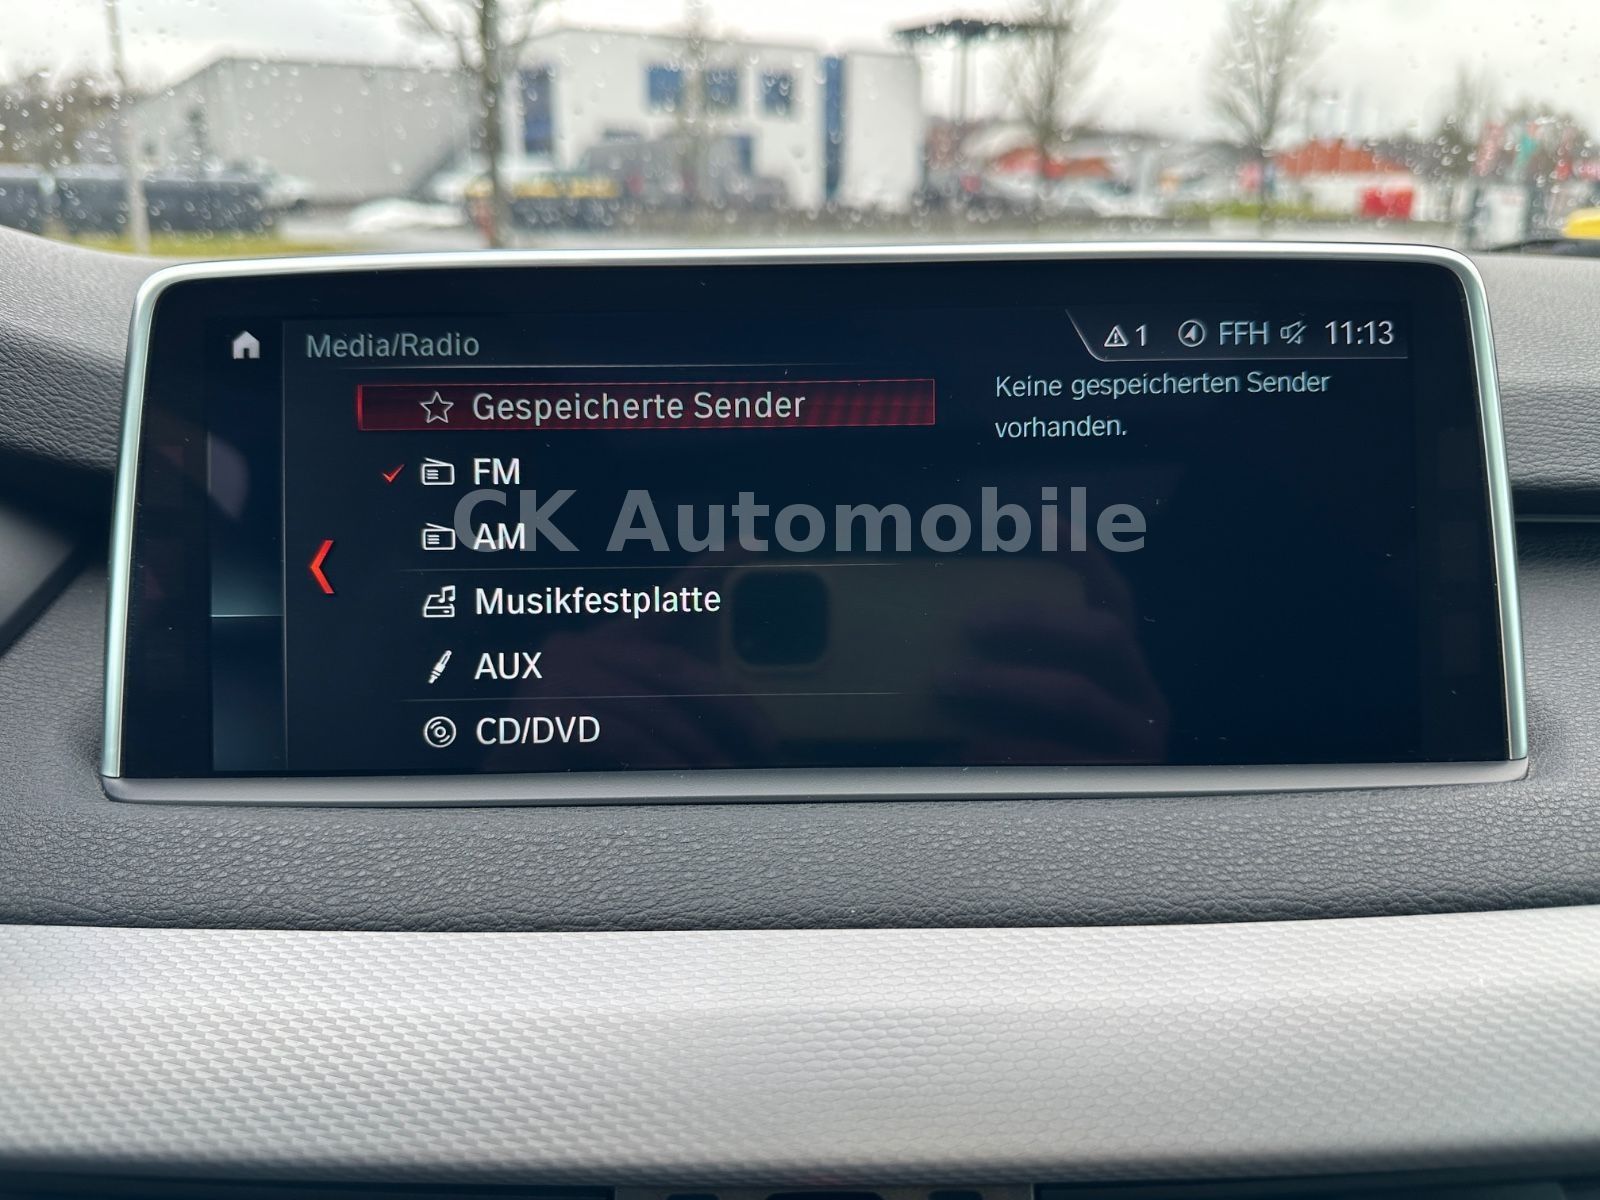 Media/Radio
1 FFH 11:13
Gespeicherte Sender
Keine gespeicherten Sender
vorhanden.
FM
AM
CK Automobile
Musikfestplatte
AUX
CD/DVD